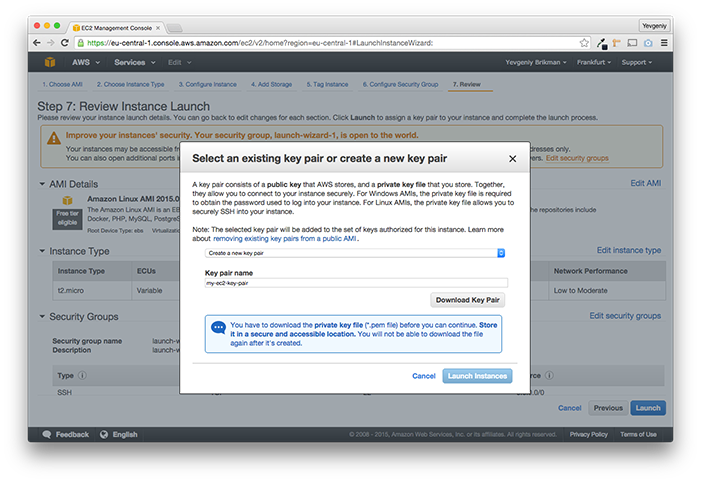 EC2 Management Console
Yevgeniy
https://eu-central-1.console.aws.amazon.com/ec2/v2/home?region=eu-central-1#LaunchInstanceWizard:
AWS Services Edit Yevgeniy Brikman Frankfurt Support
1. Choose AMI 2. Choose Instance Type 3. Configure Instance 4. Add Storage 5. Tag Instance 6. Configure Security Group 7. Review
Step 7: Review Instance Launch
Please review your instance launch details. You can go back to edit changes for each section. Click Launch to assign a key pair to your instance and complete the launch process.
Improve your instances' security. Your security group, launch-wizard-1, is open to the world.
Your instances may be accessible fr dresses only.
You can also open additional ports i vers. Edit security groups
Select an existing key pair or create a new key pair
A key pair consists of a public key that AWS stores, and a private key file that you store. Together,
they allow you to connect to your instance securely. For Windows AMIs, the private key file is required
to obtain the password used to log into your instance. For Linux AMIs, the private key file allows you to
securely SSH into your instance.
Note: The selected key pair will be added to the set of keys authorized for this instance. Learn more
about removing existing key pairs from a public AMI.
Create a new key pair
Key pair name
my-ec2-key-pair
Download Key Pair
You have to download the private key file (*.pem file) before you can continue. Store
it in a secure and accessible location. You will not be able to download the file
again after it's created.
Cancel Launch Instances
AMI Details Edit AMI
Free tier
eligible
Amazon Linux AMI 2015.0
The Amazon Linux AMI is an EB he repositories include
Docker, PHP, MySQL, PostgreS
Root Device Type: ebs Virtualizatio
Instance Type Edit instance type
Instance Type ECUs Network Performance
t2.micro Variable Low to Moderate
Security Groups Edit security groups
Security group name launch-w
Description launch-w
Type
SSH
Cancel Previous Launch
Feedback English © 2008 - 2015, Amazon Web Services, Inc. or its affiliates. All rights reserved. Privacy Policy Terms of Use